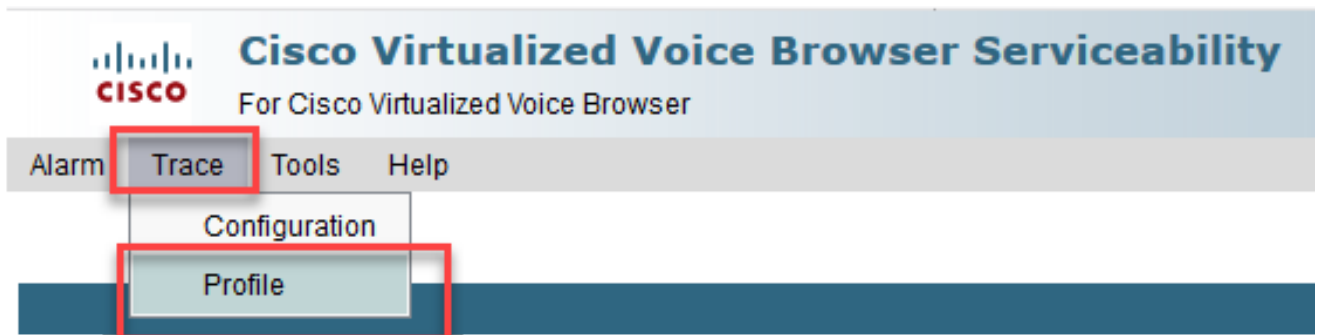 Cisco Virtualized Voice Browser Serviceability
CISCO
For Cisco Virtualized Voice Browser
Alarm Trace Tools Help
Configuration
Profile